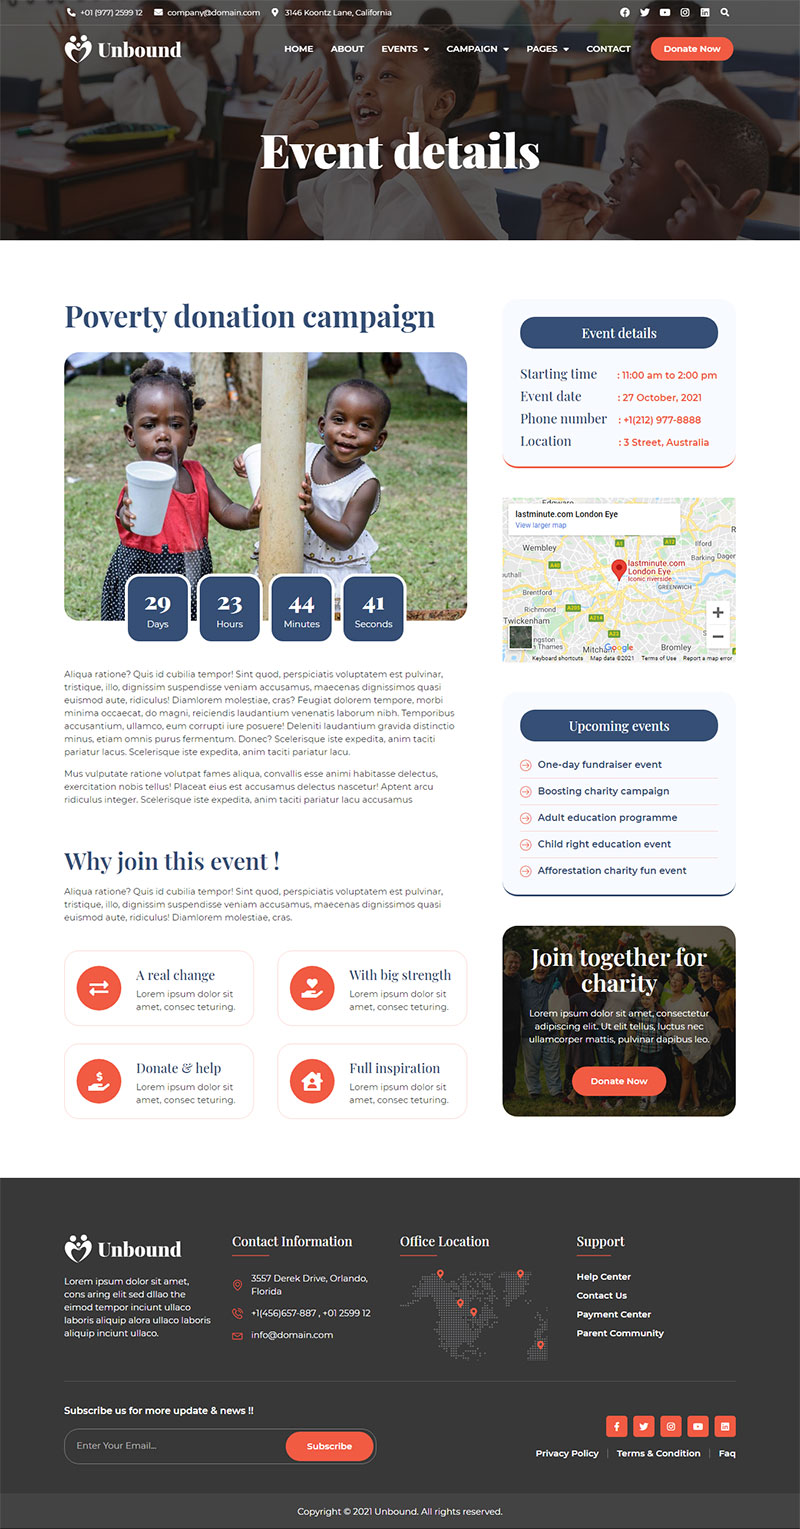 +01 (977) 2599 12 company@domain.com 3146 Koontz Lane, California
Unbound HOME ABOUT EVENTS CAMPAIGN PAGES CONTACT Donate Now
Event details
Poverty donation campaign
29 23 44 41
Days Hours Minutes Seconds
Aliqua ratione? Quis id cubilia tempor! Sint quod, perspiciatis voluptatem est pulvinar,
tristique, illo, dignissim suspendisse veniam accusamus, maecenas dignissimos quasi
euismod aute, ridiculus! Diamlorem molestiae, cras? Feugiat dolorem tempore, morbi
minima occaecat, do magni, reiciendis laudantium venenatis laborum nibh. Temporibus
accusantium, ullamco, eum corrupti iure posuere! Deleniti laudantium gravida distinctio
minus, etiam omnis purus fermentum. Donec? Scelerisque iste expedita, anim taciti
pariatur lacus. Scelerisque iste expedita, anim taciti pariatur lacu.
Mus vulputate ratione volutpat fames aliqua, convallis esse animi habitasse delectus,
exercitation nobis tellus! Placeat eius est accusamus delectus nascetur! Aptent arcu
ridiculus integer. Scelerisque iste expedita, anim taciti pariatur lacu accusamus
Why join this event !
Aliqua ratione? Quis id cubilia tempor! Sint quod, perspiciatis voluptatem est pulvinar,
tristique, illo, dignissim suspendisse veniam accusamus, maecenas dignissimos quasi
euismod aute, ridiculus! Diamlorem molestiae, cras.
A real change
Lorem ipsum dolor sit
amet, consec teturing.
With big strength
Lorem ipsum dolor sit
amet, consec teturing.
Donate & help
Lorem ipsum dolor sit
amet, consec teturing.
Full inspiration
Lorem ipsum dolor sit
amet, consec teturing.
Event details
Starting time : 11:00 am to 2:00 pm
Event date : 27 October, 2021
Phone number : +1(212) 977-8888
Location : 3 Street, Australia
lastminute.com London Eye
View larger map
Wembley
Ilford
Barking
Dagen
A1
A12
A40
lastminute.com
London Eye
Iconic riverside
GREENWICH
Brentford
Richmond
A205
A214
A21
Twickenham
Bromley
Google
Keyboard shortcuts Map data ©2021 Terms of Use Report a map error
Upcoming events
One-day fundraiser event
Boosting charity campaign
Adult education programme
Child right education event
Afforestation charity fun event
Join together for
charity
Lorem ipsum dolor sit amet, consectetur
adipiscing elit. Ut elit tellus, luctus nec
ullamcorper mattis, pulvinar dapibus leo.
Donate Now
Unbound
Lorem ipsum dolor sit amet,
cons aring elit sed dllao the
eimod tempor inciunt ullaco
laboris aliquip alora ullaco laboris
aliquip inciunt ullaco.
Contact Information
3557 Derek Drive, Orlando,
Florida
+1(456)657-887 , +01 2599 12
info@domain.com
Office Location
Support
Help Center
Contact Us
Payment Center
Parent Community
Subscribe us for more update & news !!
Enter Your Email... Subscribe
Privacy Policy | Terms & Condition | Faq
Copyright © 2021 Unbound. All rights reserved.